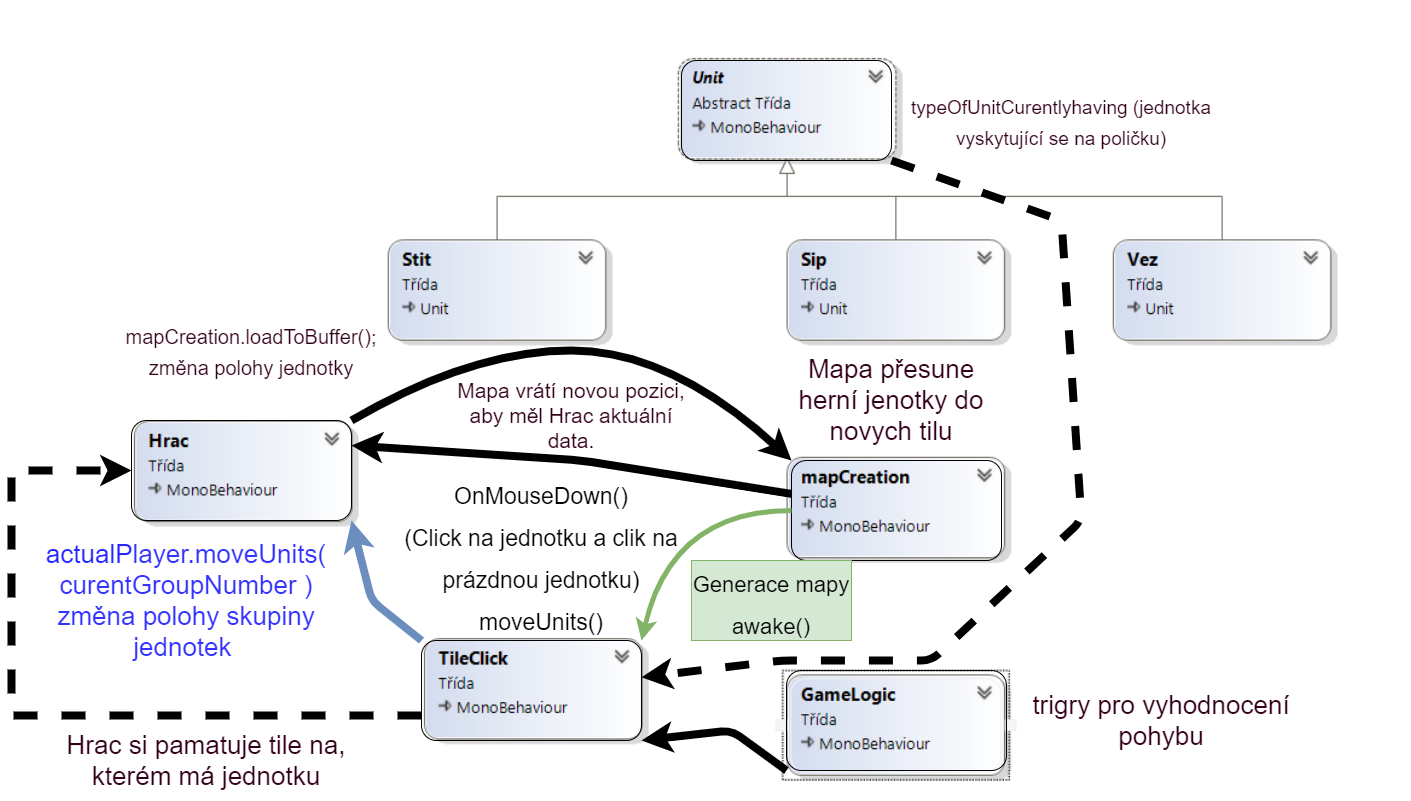 Unit
Abstract Třída
MonoBehaviour
typeOfUnitCurentlyhaving (jednotka
vyskytující se na poličku)
Stit
Třída
Unit
Sip
Třída
Unit
Vez
Třída
Unit
mapCreation.loadToBuffer();
změna polohy jednotky
Mapa vrátí novou pozici,
aby měl Hrac aktuální
data.
Mapa přesune
herní jenotky do
novych tilu
Hrac
Třída
MonoBehaviour
mapCreation
Třída
MonoBehaviour
OnMouseDown()
(Click na jednotku a clik na
prázdnou jednotku)
moveUnits()
actualPlayer.moveUnits(
curentGroupNumber )
změna polohy skupiny
jednotek
Generace mapy
awake()
TileClick
Třída
MonoBehaviour
GameLogic
Třída
MonoBehaviour
trigry pro vyhodnocení
pohybu
Hrac si pamatuje tile na,
kterém má jednotku